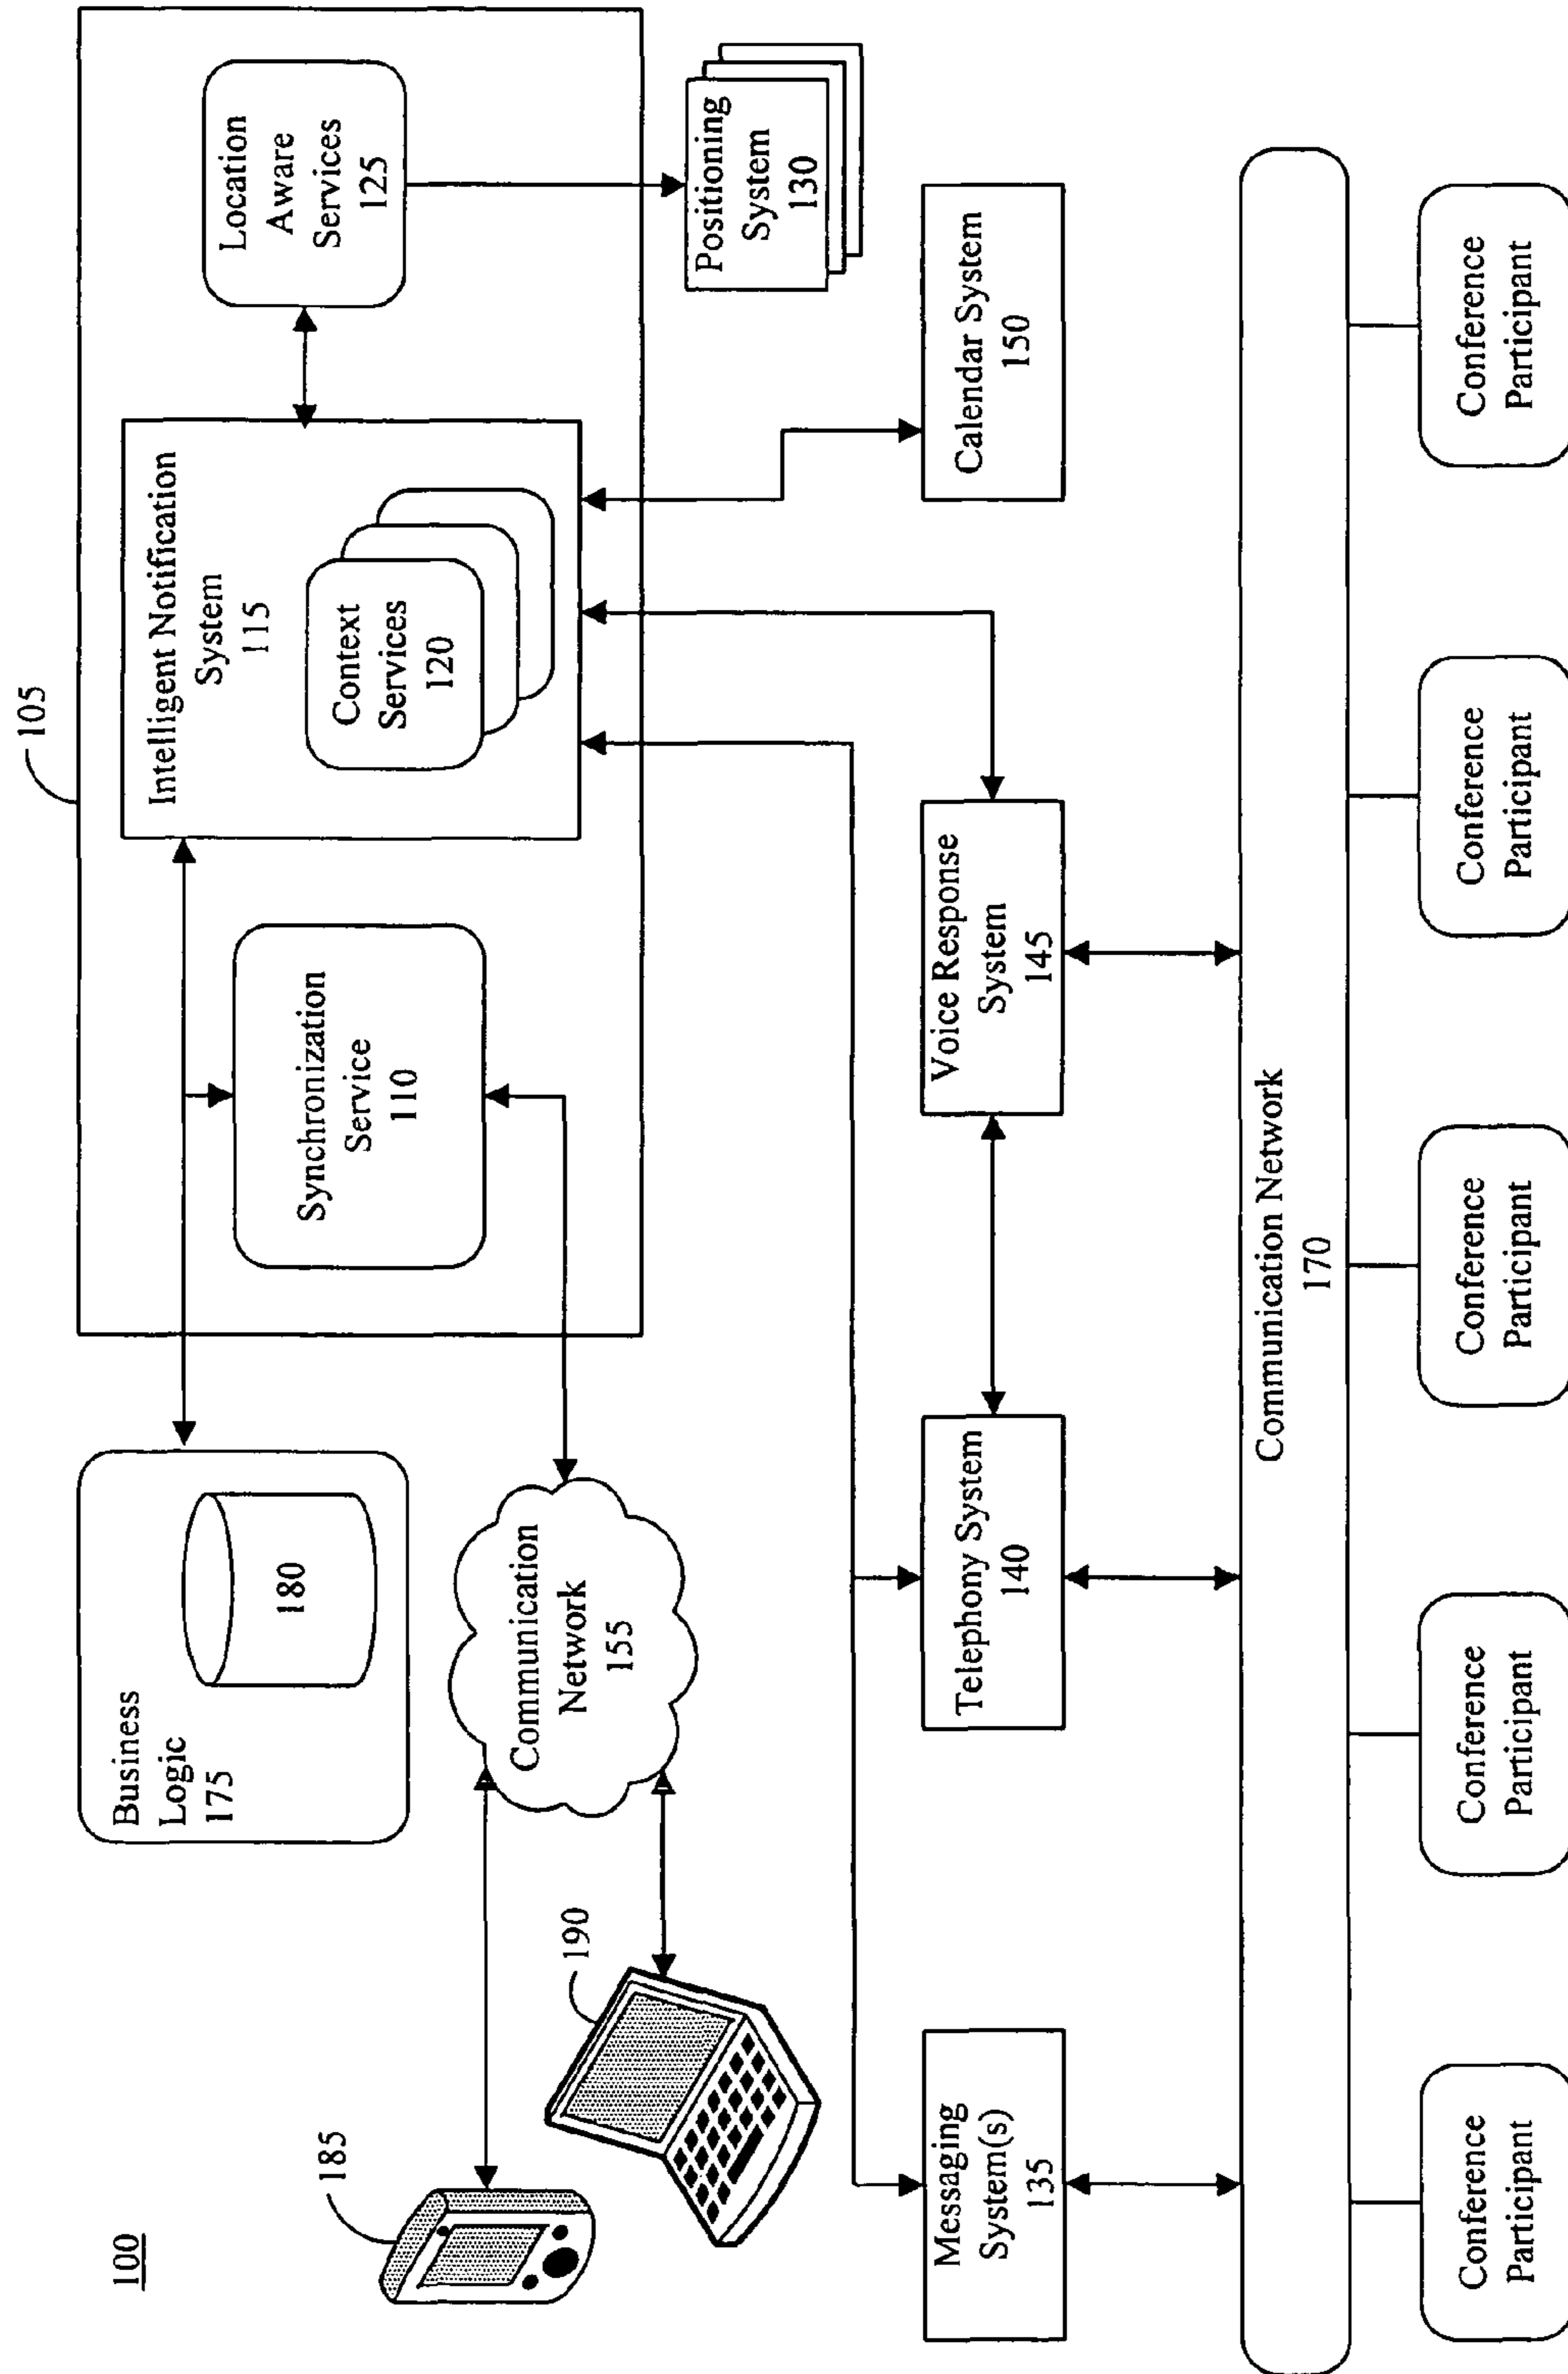 100
105
Business
Logic
175
180
Synchronization
Service
110
Intelligent Notification
System
115
Context
Services
120
Location
Aware
Services
125
185
190
Communication
Network
155
Positioning
System
130
Messaging
System(s)
135
Telephony System
140
Voice Response
System
145
Calendar System
150
Communication Network
170
Conference
Participant
Conference
Participant
Conference
Participant
Conference
Participant
Conference
Participant